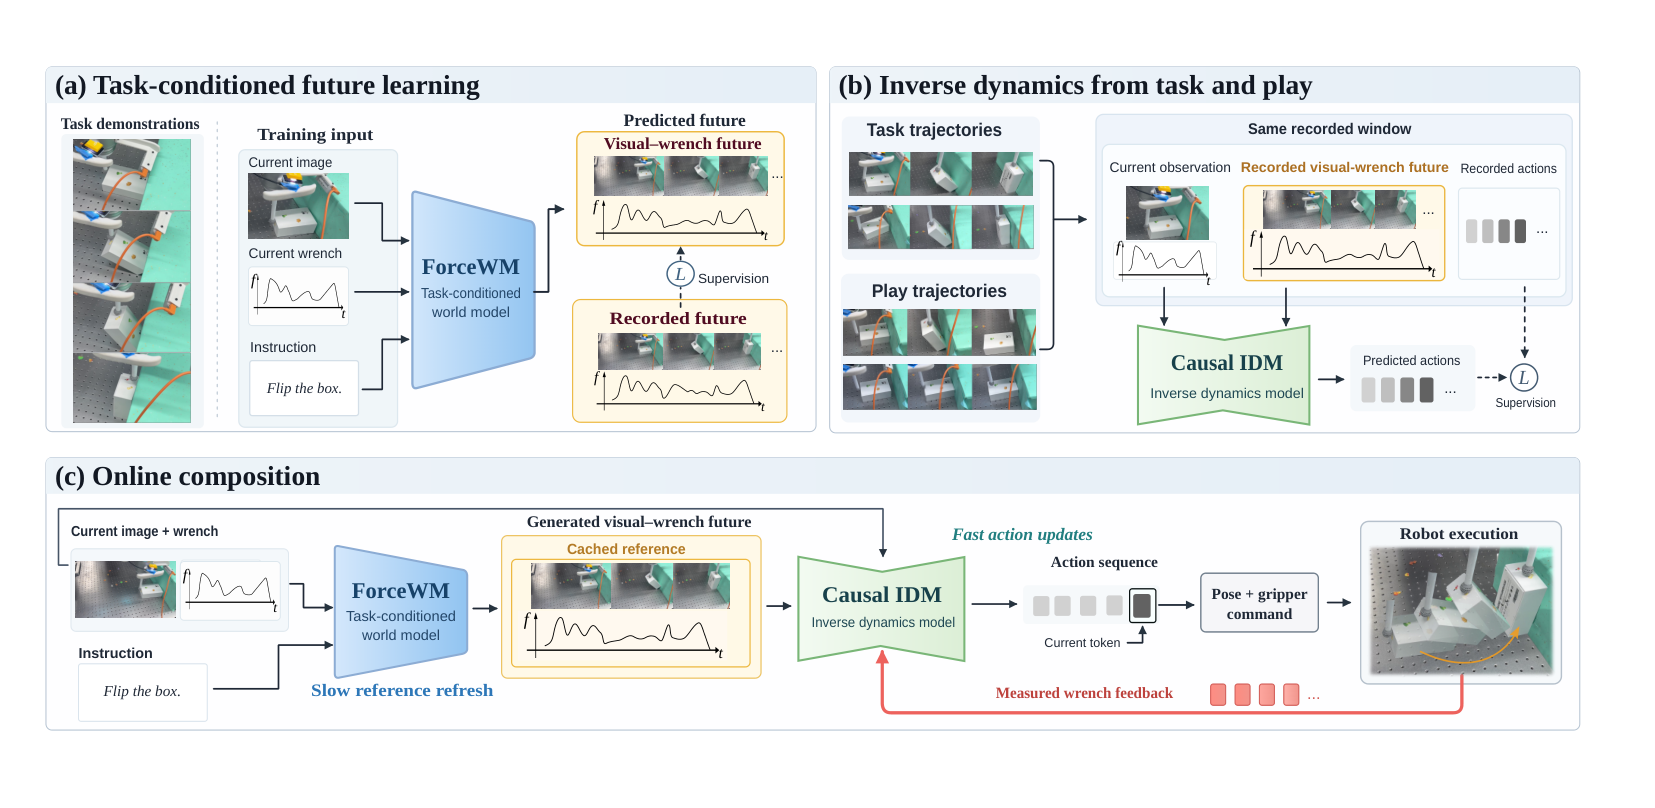 (a) Task-conditioned future learning
Task demonstrations
Training input
Current image
Current wrench
f
t
Instruction
Flip the box.
ForceWM
Task-conditioned
world model
Predicted future
Visual–wrench future
...
f
t
L
Supervision
Recorded future
...
f
t
(b) Inverse dynamics from task and play
Task trajectories
Play trajectories
Same recorded window
Current observation
f
t
Recorded visual-wrench future
...
f
t
Recorded actions
...
Causal IDM
Inverse dynamics model
Predicted actions
...
L
Supervision
(c) Online composition
Current image + wrench
f
t
Instruction
Flip the box.
ForceWM
Task-conditioned
world model
Slow reference refresh
Generated visual–wrench future
Cached reference
f
t
Causal IDM
Inverse dynamics model
Fast action updates
Action sequence
Current token
Pose + gripper
command
Robot execution
Measured wrench feedback
...